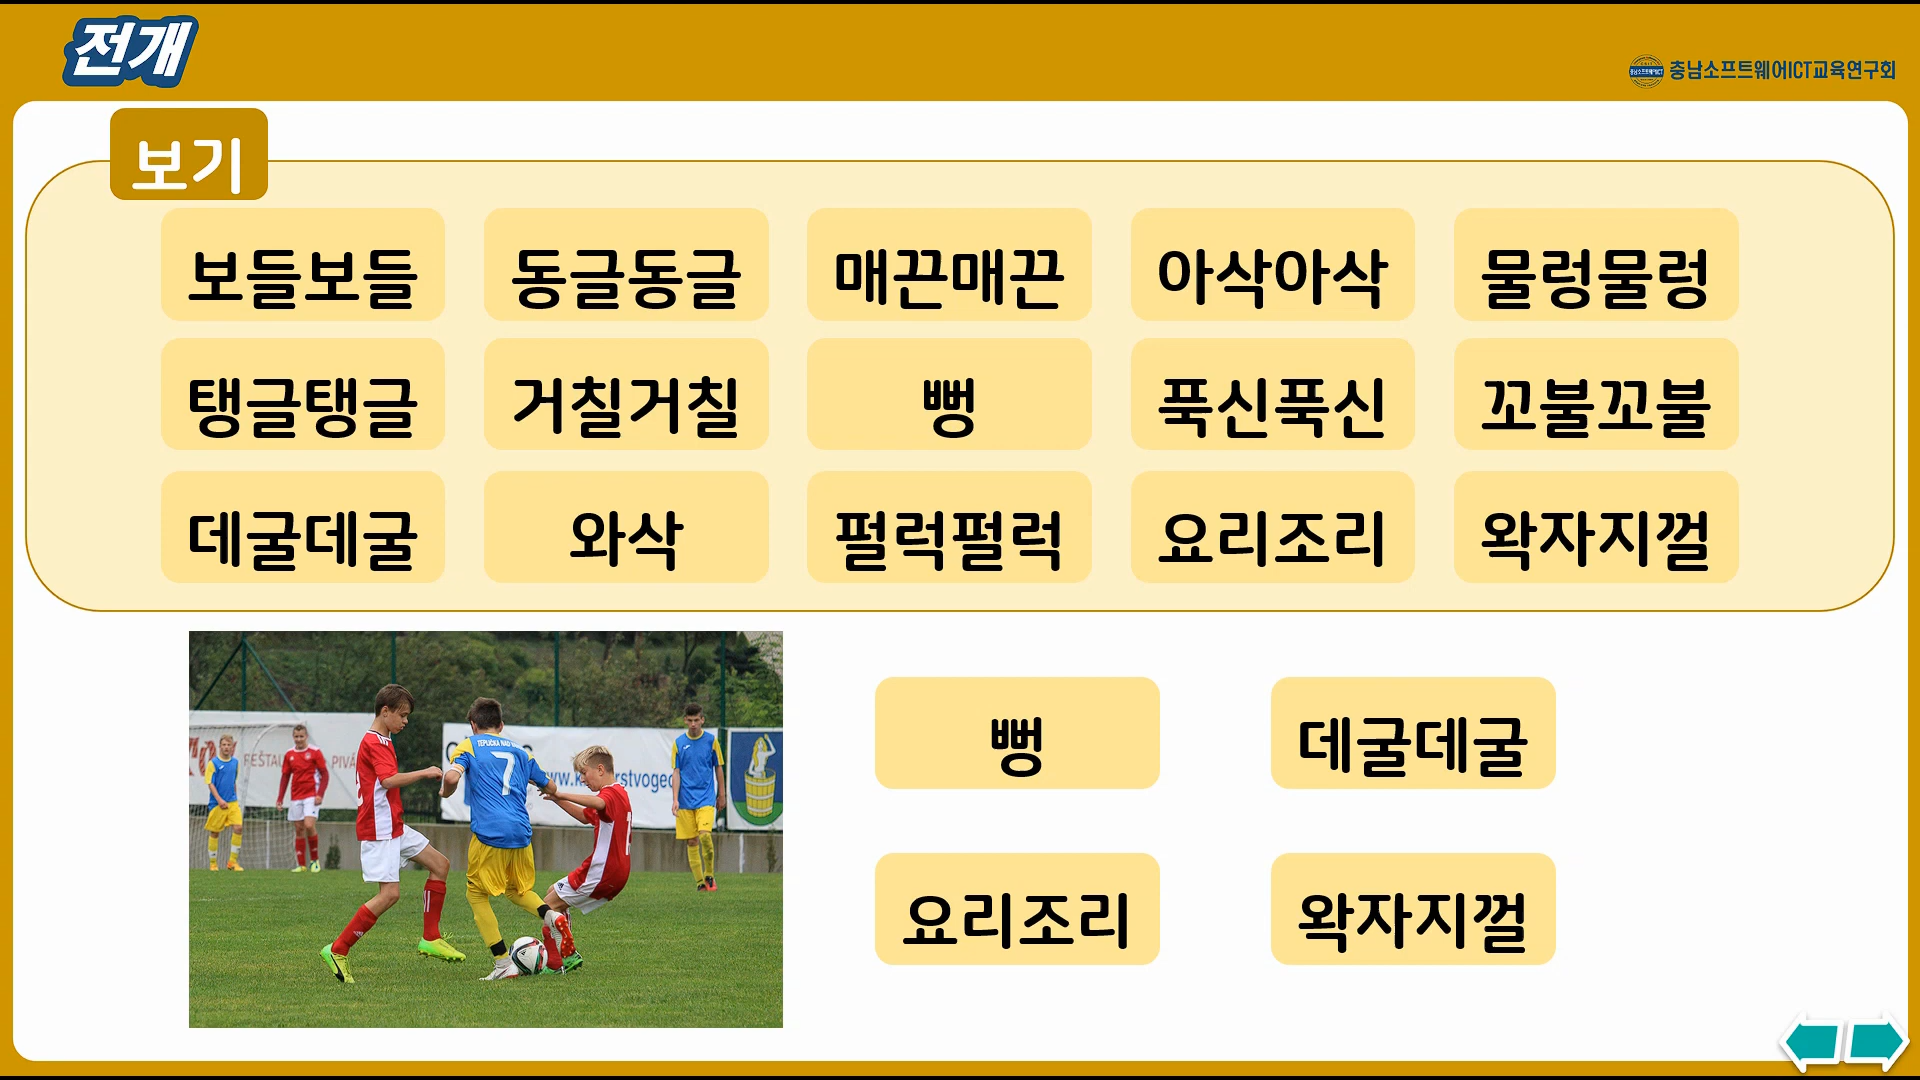 전개
충남소프트웨어ICT교육연구회
보기
보들보들 동글동글 매끈매끈 아삭아삭 물렁물렁
탱글탱글 거칠거칠 뻥 푹신푹신 꼬불꼬불
데굴데굴 와삭 펄럭펄럭 요리조리 왁자지껄
7
뻥 데굴데굴
요리조리 왁자지껄